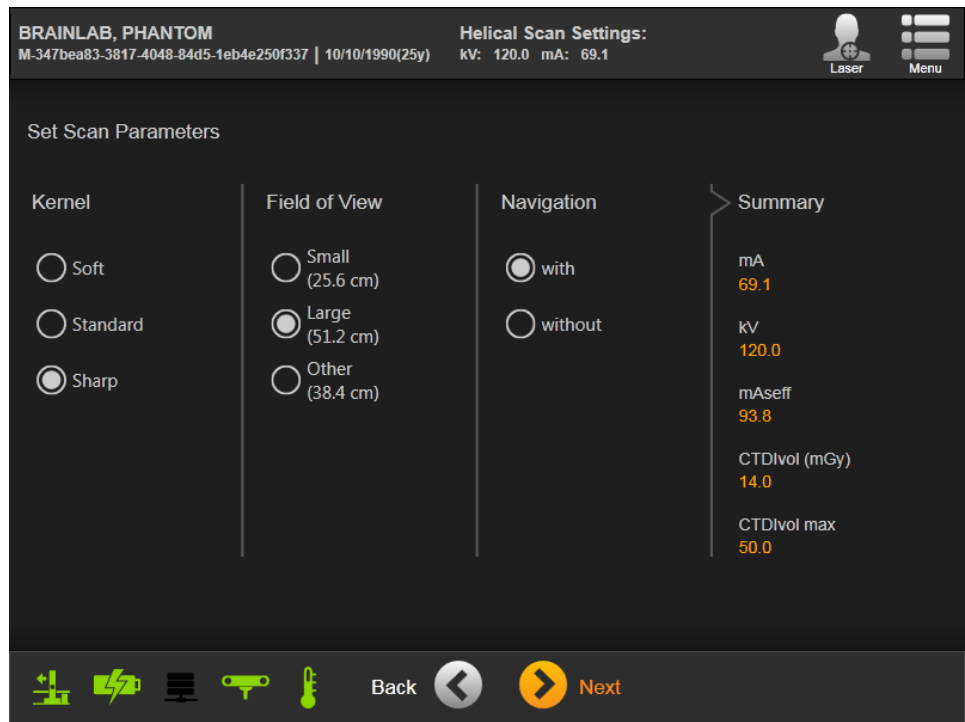 BRAINLAB, PHANTOM
M-347bea83-3817-4048-84d5-1eb4e250f337 | 10/10/1990(25y)
Helical Scan Settings:
kV: 120.0 mA: 69.1
Laser
Menu
Set Scan Parameters
Kernel
Soft
Standard
Sharp
Field of View
Small
(25.6 cm)
Large
(51.2 cm)
Other
(38.4 cm)
Navigation
with
without
Summary
mA
69.1
kV
120.0
mAseff
93.8
CTDIvol (mGy)
14.0
CTDIvol max
50.0
Back
Next